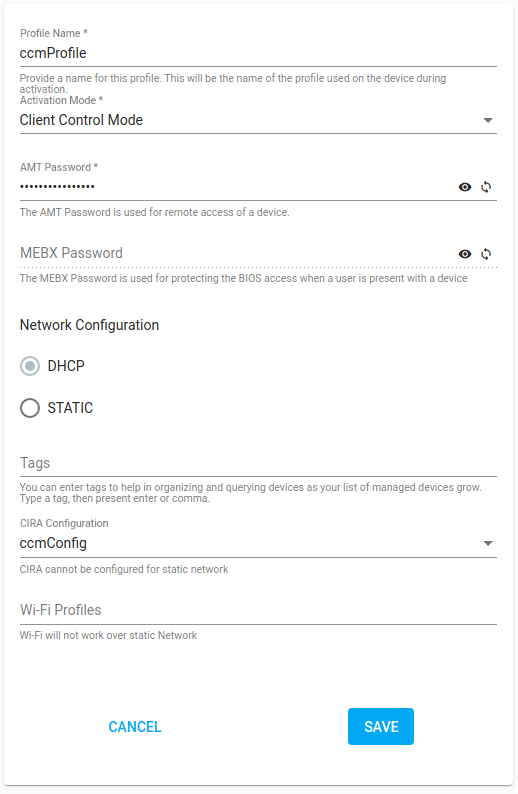 Profile Name *
ccmProfile
Provide a name for this profile. This will be the name of the profile used on the device during
activation.
Activation Mode *
Client Control Mode
AMT Password *
••••••••••••••••
The AMT Password is used for remote access of a device.
MEBX Password
The MEBX Password is used for protecting the BIOS access when a user is present with a device
Network Configuration
DHCP
STATIC
Tags
You can enter tags to help in organizing and querying devices as your list of managed devices grow.
Type a tag, then present enter or comma.
CIRA Configuration
ccmConfig
CIRA cannot be configured for static network
Wi-Fi Profiles
Wi-Fi will not work over static Network
CANCEL
SAVE